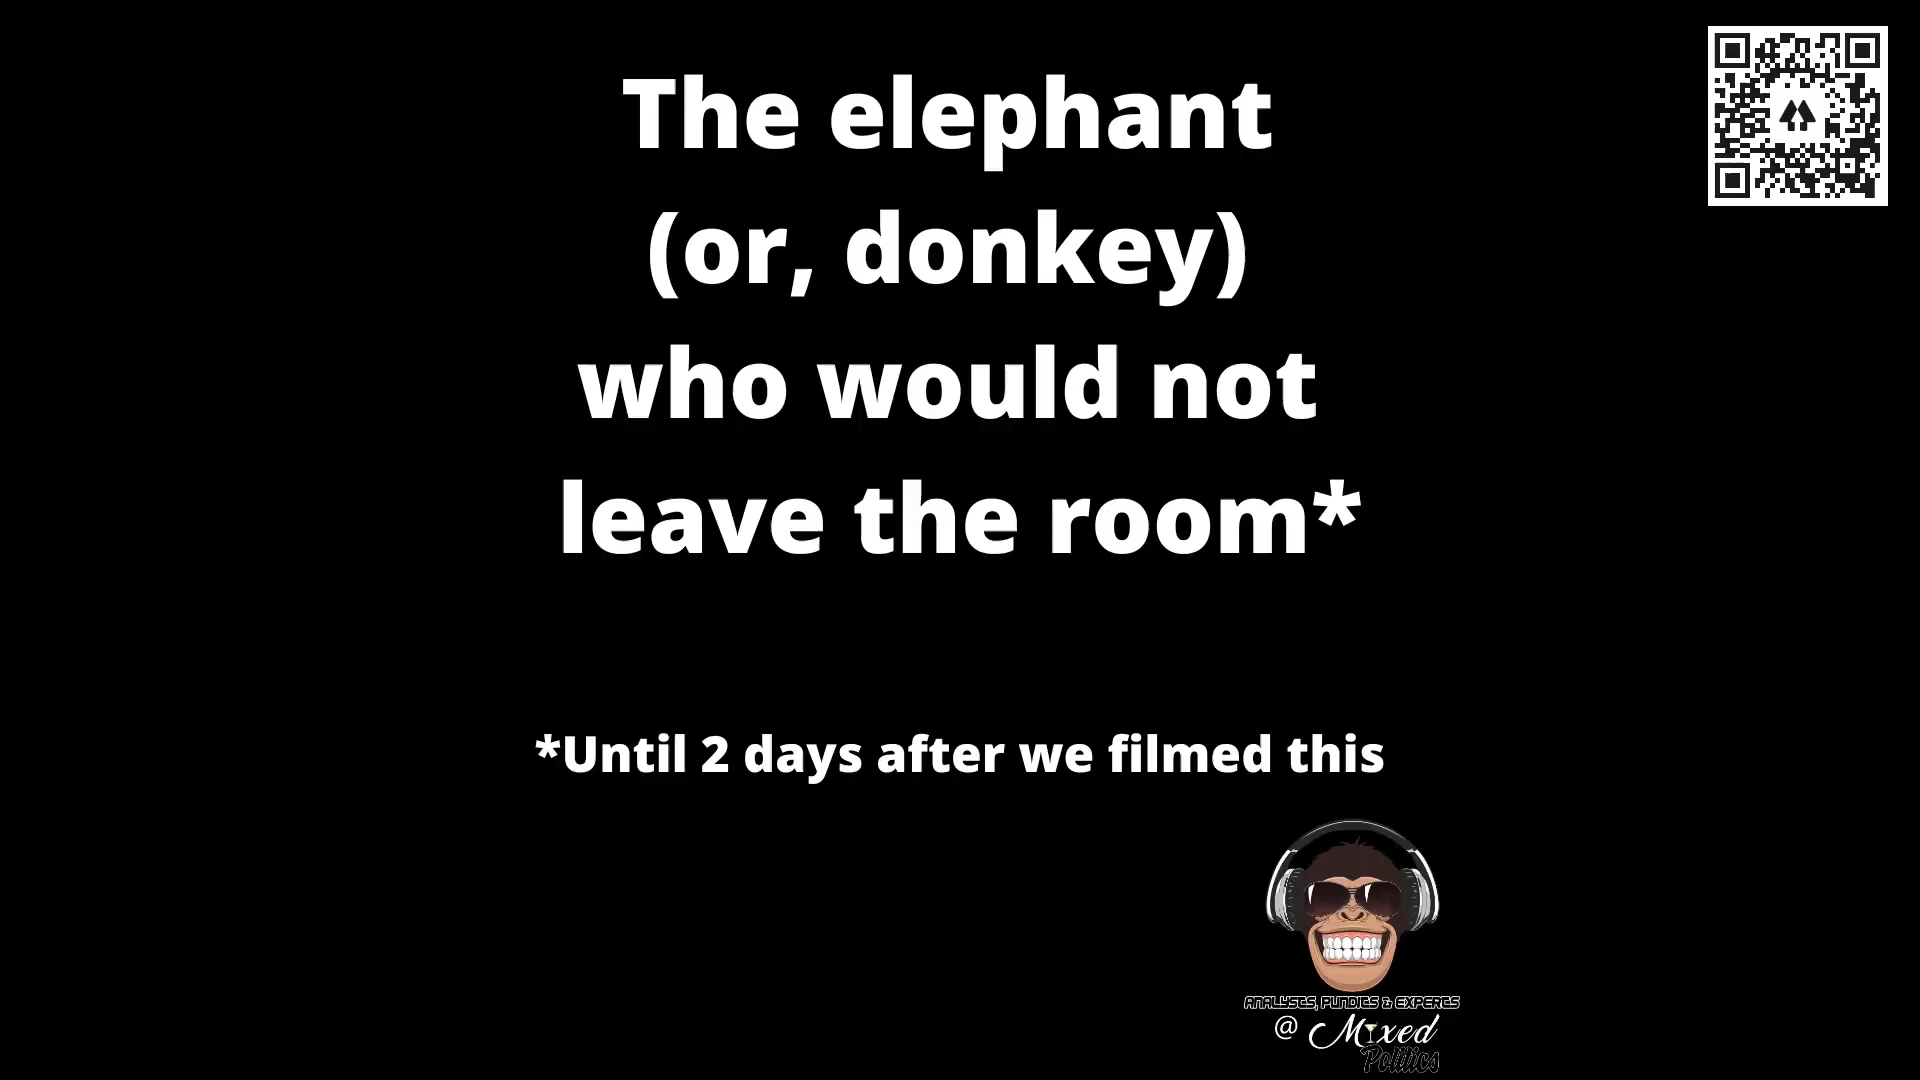 The elephant
(or, donkey)
who would not
leave the room*
*Until 2 days after we filmed this
ANALYSTS, PUNDITS & EXPERTS
@ Mixed
Politics